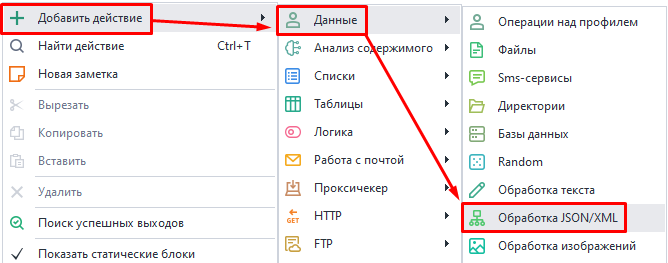 Добавить действие
Найти действие Ctrl+T
Новая заметка
Вырезать
Копировать
Вставить
Удалить
Поиск успешных выходов
Показать статические блоки
Данные
Анализ содержимого
Списки
Таблицы
Логика
Работа с почтой
Проксичекер
GET HTTP
FTP
Операции над профилем
Файлы
Sms-сервисы
Директории
Базы данных
Random
Обработка текста
Обработка JSON/XML
Обработка изображений